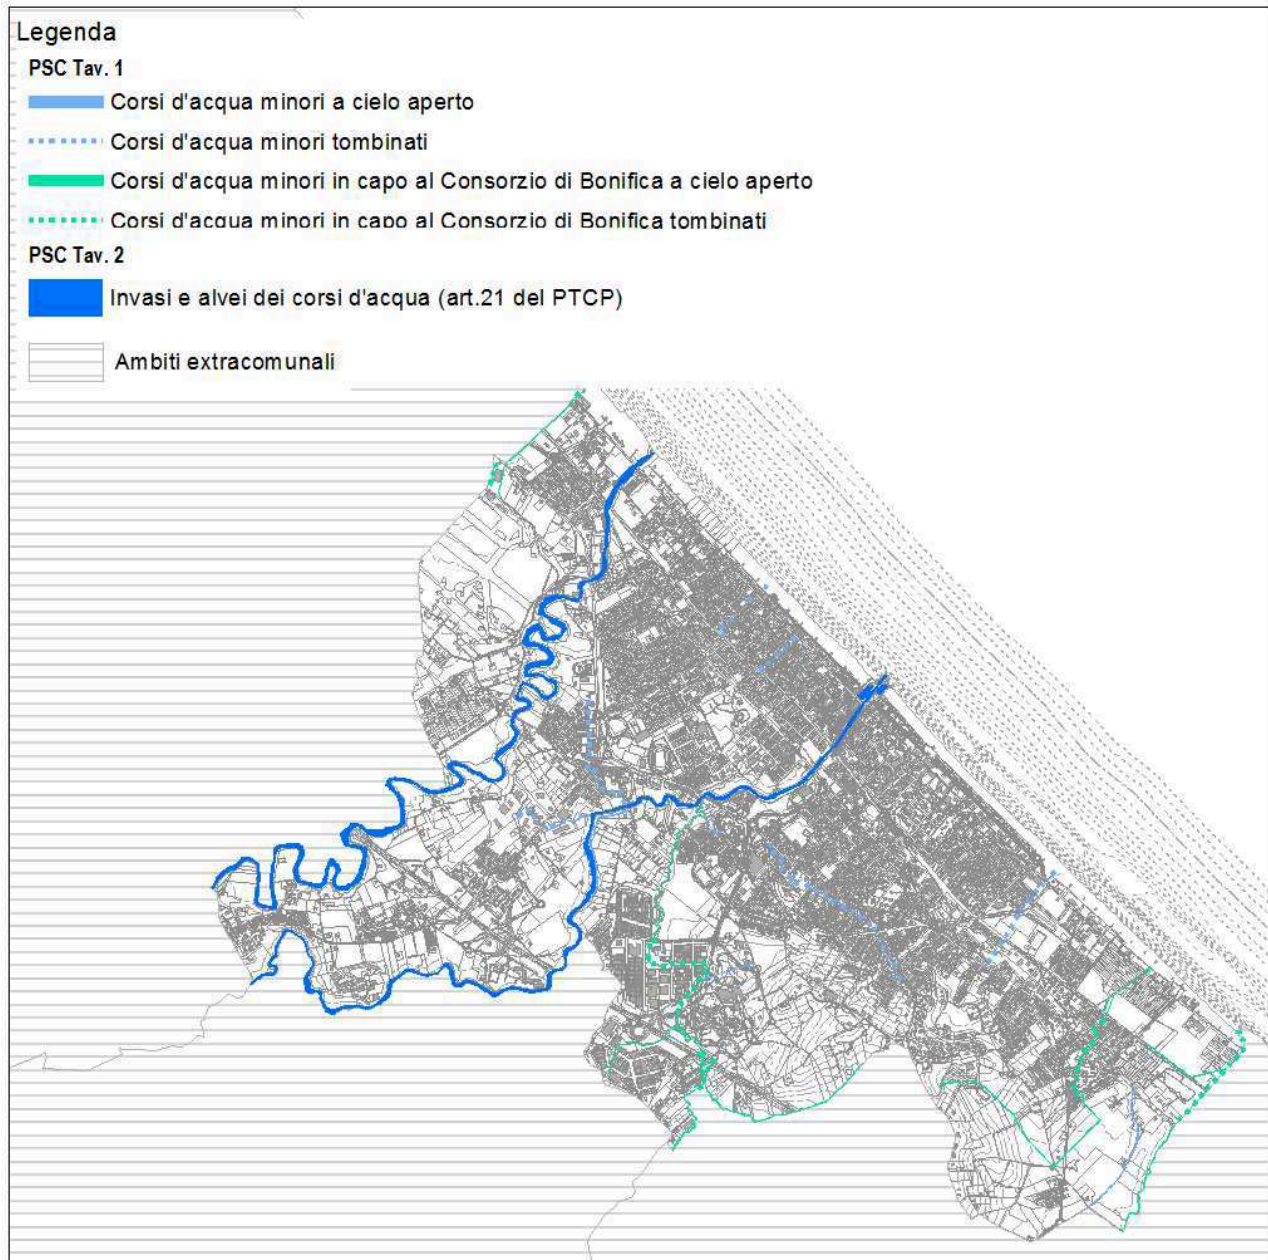 Legenda
PSC Tav. 1
Corsi d'acqua minori a cielo aperto
Corsi d'acqua minori tombinati
Corsi d'acqua minori in capo al Consorzio di Bonifica a cielo aperto
Corsi d'acqua minori in capo al Consorzio di Bonifica tombinati
PSC Tav. 2
Invasi e alvei dei corsi d'acqua (art.21 del PTCP)
Ambiti extracomunali